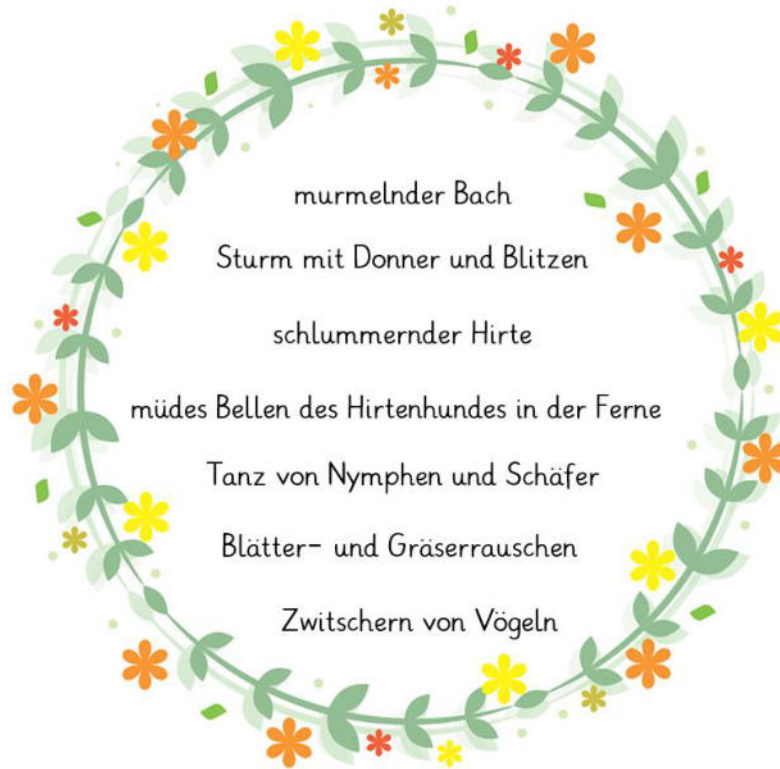 murmelnder Bach
Sturm mit Donner und Blitzen
schlummernder Hirte
müdes Bellen des Hirtenhundes in der Ferne
Tanz von Nymphen und Schäfer
Blätter- und Gräserrauschen
Zwitschern von Vögeln